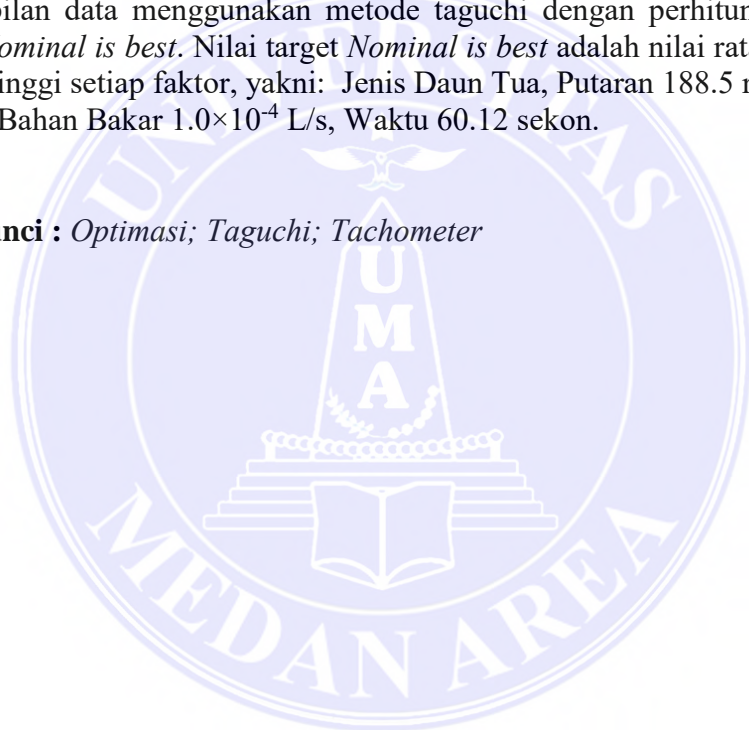 bilan data menggunakan metode taguchi dengan perhitun
ominal is best. Nilai target Nominal is best adalah nilai rata
inggi setiap faktor, yakni: Jenis Daun Tua, Putaran 188.5 r
Bahan Bakar 1.0×10⁻⁴ L/s, Waktu 60.12 sekon.
nci : Optimasi; Taguchi; Tachometer
UNIVERSITAS
UMA
MEDAN AREA